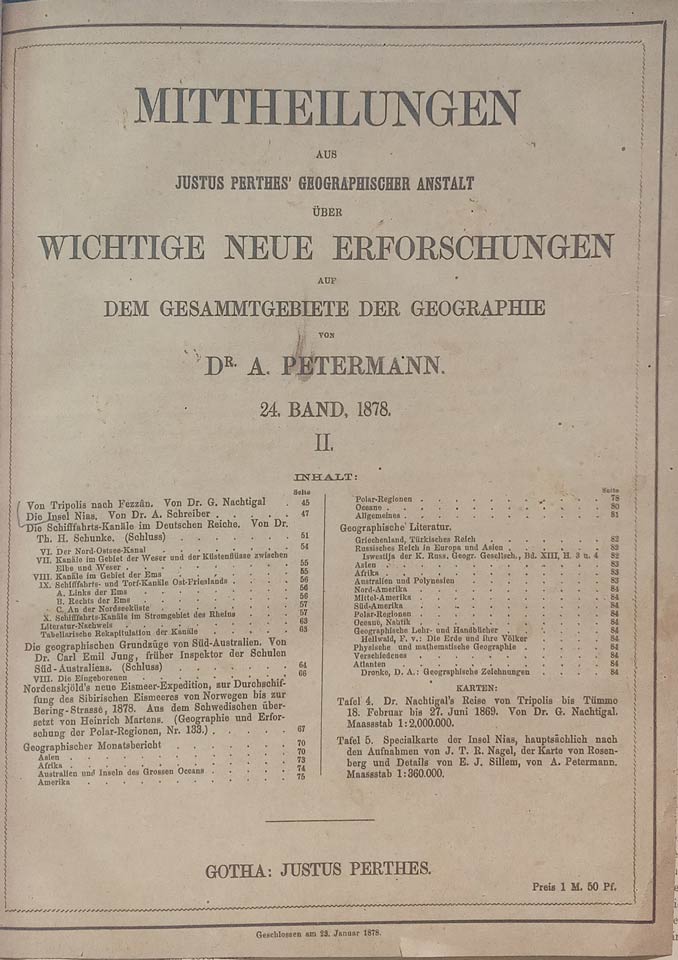 MITTHEILUNGEN
AUS
JUSTUS PERTHES' GEOGRAPHISCHER ANSTALT
ÜBER
WICHTIGE NEUE ERFORSCHUNGEN
AUF
DEM GESAMMTGEBIETE DER GEOGRAPHIE
VON
DR. A. PETERMANN.
24. BAND, 1878.
II.
INHALT:
Seite
Von Tripolis nach Fezzân. Von Dr. G. Nachtigal . 45
Die Insel Nias. Von Dr. A. Schreiber . . . . 47
Die Schifffahrts-Kanäle im Deutschen Reiche. Von Dr.
Th. H. Schunke. (Schluss) . . . . . 51
VI. Der Nord-Ostsee-Kanal . . . . . 54
VII. Kanäle im Gebiet der Weser und der Küstenflüsse zwischen
Elbe und Weser . . . . . 55
VIII. Kanäle im Gebiet der Ems . . . . . 55
IX. Schifffahrts- und Torf-Kanäle Ost-Frieslands . . . . 56
A. Links der Ems . . . . . 56
B. Rechts der Ems . . . . . 56
C. An der Nordseeküste . . . . . 57
X. Schifffahrts-Kanäle im Stromgebiet des Rheins . . . . 57
Literatur-Nachweis . . . . . 63
Tabellarische Rekapitulation der Kanäle . . . . . 63
Die geographischen Grundzüge von Süd-Australien. Von
Dr. Carl Emil Jung, früher Inspektor der Schulen
Süd-Australiens. (Schluss) . . . . . 64
VIII. Die Eingeborenen . . . . . 66
Nordenskjöld's neue Eismeer-Expedition, zur Durchschif-
fung des Sibirischen Eismeeres von Norwegen bis zur
Bering-Strasse, 1878. Aus dem Schwedischen über-
setzt von Heinrich Martens. (Geographie und Erfor-
schung der Polar-Regionen, Nr. 133.) . . . . . 67
Geographischer Monatsbericht . . . . . 70
Asien . . . . . 70
Afrika . . . . . 73
Australien und Inseln des Grossen Oceans . . . . . 74
Amerika . . . . . 75
Seite
Polar-Regionen . . . . . 78
Oceane . . . . . 80
Allgemeines . . . . . 81
Geographische Literatur.
Griechenland, Türkisches Reich . . . . . 82
Russisches Reich in Europa und Asien . . . . . 82
Iswestija der K. Russ. Geogr. Gesellsch., Bd. XIII, H. 3 u. 4 82
Asien . . . . . 83
Afrika . . . . . 83
Australien und Polynesien . . . . . 83
Nord-Amerika . . . . . 84
Mittel-Amerika . . . . . 84
Süd-Amerika . . . . . 84
Polar-Regionen . . . . . 84
Oceane, Nautik . . . . . 84
Geographische Lehr- und Handbücher . . . . . 84
Hellwald, F. v.: Die Erde und ihre Völker . . . . . 84
Physische und mathematische Geographie . . . . . 84
Verschiedenes . . . . . 84
Atlanten . . . . . 84
Dronke, D. A.: Geographische Zeichnungen . . . . . 84
KARTEN:
Tafel 4. Dr. Nachtigal's Reise von Tripolis bis Tümmo
18. Februar bis 27. Juni 1869. Von Dr. G. Nachtigal.
Maassstab 1:2.000.000.
Tafel 5. Specialkarte der Insel Nias, hauptsächlich nach
den Aufnahmen von J. T. R. Nagel, der Karte von Rosen-
berg und Details von E. J. Sillem, von A. Petermann.
Maassstab 1:360.000.
GOTHA: JUSTUS PERTHES.
Preis 1 M. 50 Pf.
Geschlossen am 23. Januar 1878.